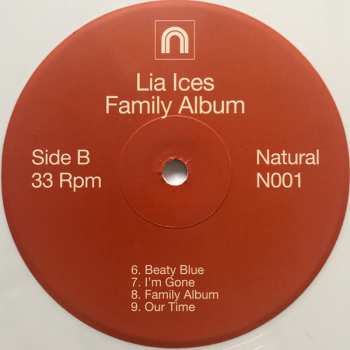 Lia Ices
Family Album
Side B
33 Rpm
Natural
N001
6. Beaty Blue
7. I'm Gone
8. Family Album
9. Our Time